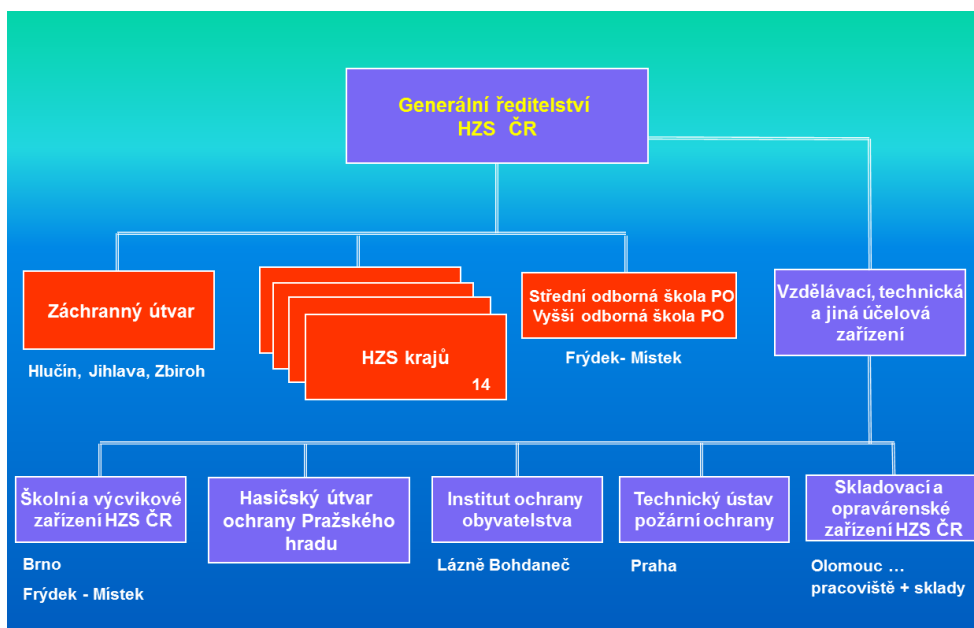 Generální ředitelství
HZS ČR
Záchranný útvar
Hlučín, Jihlava, Zbiroh
HZS krajů
14
Střední odborná škola PO
Vyšší odborná škola PO
Frýdek- Místek
Vzdělávací, technická
a jiná účelová
zařízení
Školní a výcvikové
zařízení HZS ČR
Brno
Frýdek - Místek
Hasičský útvar
ochrany Pražského
hradu
Institut ochrany
obyvatelstva
Lázně Bohdaneč
Technický ústav
požární ochrany
Praha
Skladovací a
opravárenské
zařízení HZS ČR
Olomouc ...
pracoviště + sklady